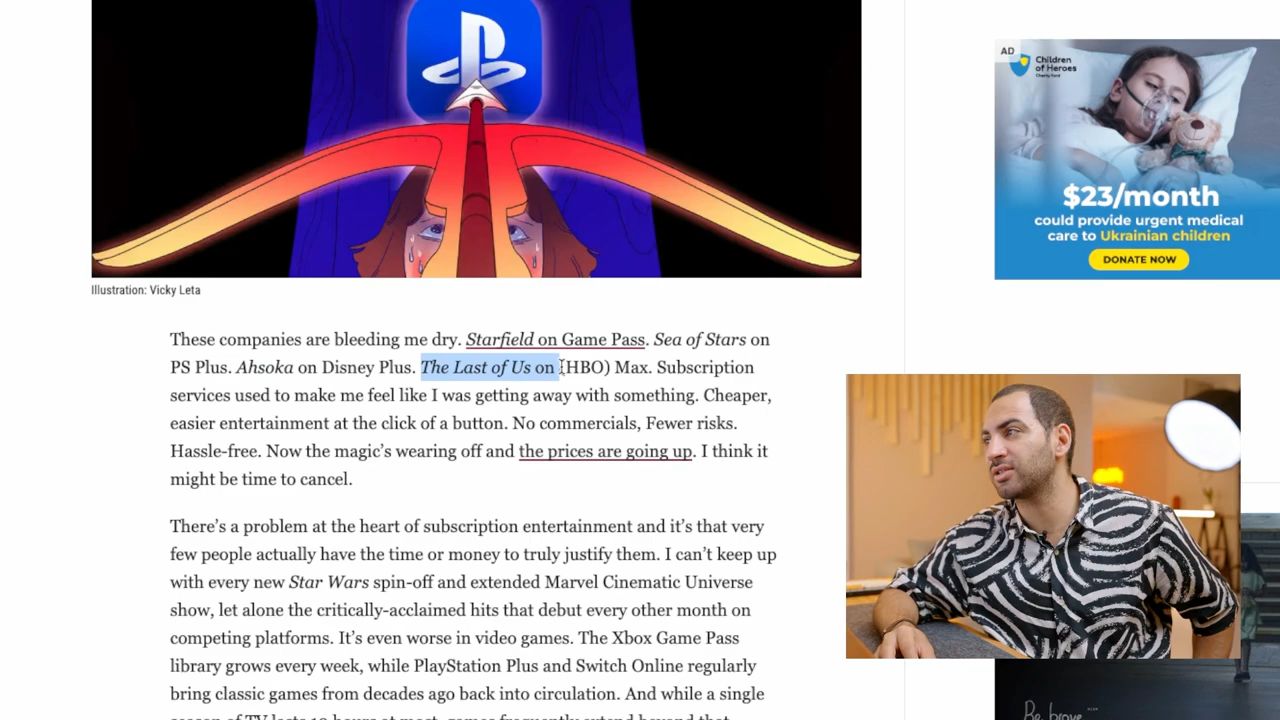 AD
Children
of Heroes
Charity Fund
$23/month
could provide urgent medical
care to Ukrainian children
DONATE NOW
Illustration: Vicky Leta
These companies are bleeding me dry. Starfield on Game Pass. Sea of Stars on
PS Plus. Ahsoka on Disney Plus. The Last of Us on (HBO) Max. Subscription
services used to make me feel like I was getting away with something. Cheaper,
easier entertainment at the click of a button. No commercials, Fewer risks.
Hassle-free. Now the magic’s wearing off and the prices are going up. I think it
might be time to cancel.
There’s a problem at the heart of subscription entertainment and it’s that very
few people actually have the time or money to truly justify them. I can’t keep up
with every new Star Wars spin-off and extended Marvel Cinematic Universe
show, let alone the critically-acclaimed hits that debut every other month on
competing platforms. It’s even worse in video games. The Xbox Game Pass
library grows every week, while PlayStation Plus and Switch Online regularly
bring classic games from decades ago back into circulation. And while a single
Be brave